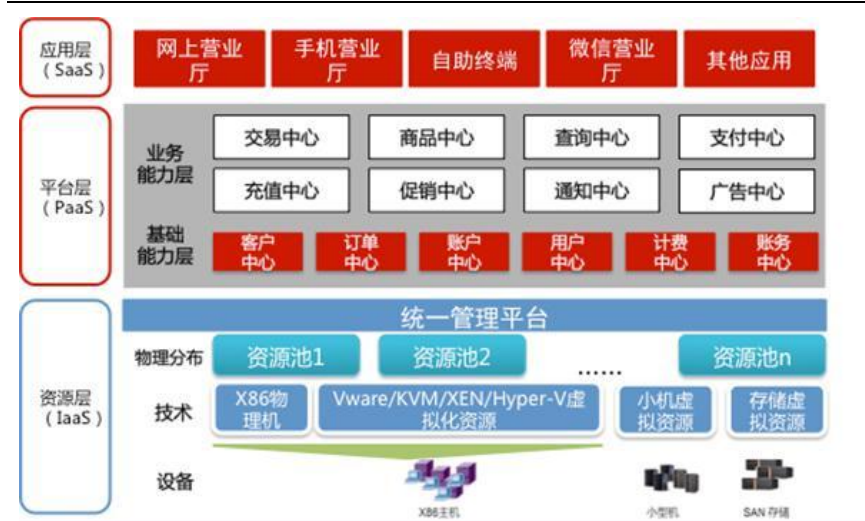 应用层
（SaaS）
网上营业
厅
手机营业
厅
自助终端
微信营业
厅
其他应用
平台层
（PaaS）
业务
能力层
交易中心
商品中心
查询中心
支付中心
充值中心
促销中心
通知中心
广告中心
基础
能力层
客户
中心
订单
中心
账户
中心
用户
中心
计费
中心
账务
中心
资源层
（IaaS）
统一管理平台
物理分布
资源池1
资源池2
......
资源池n
技术
X86物
理机
Vware/KVM/XEN/Hyper-V虚
拟化资源
小机虚
拟资源
存储虚
拟资源
设备
X86主机
小型机
SAN 存储